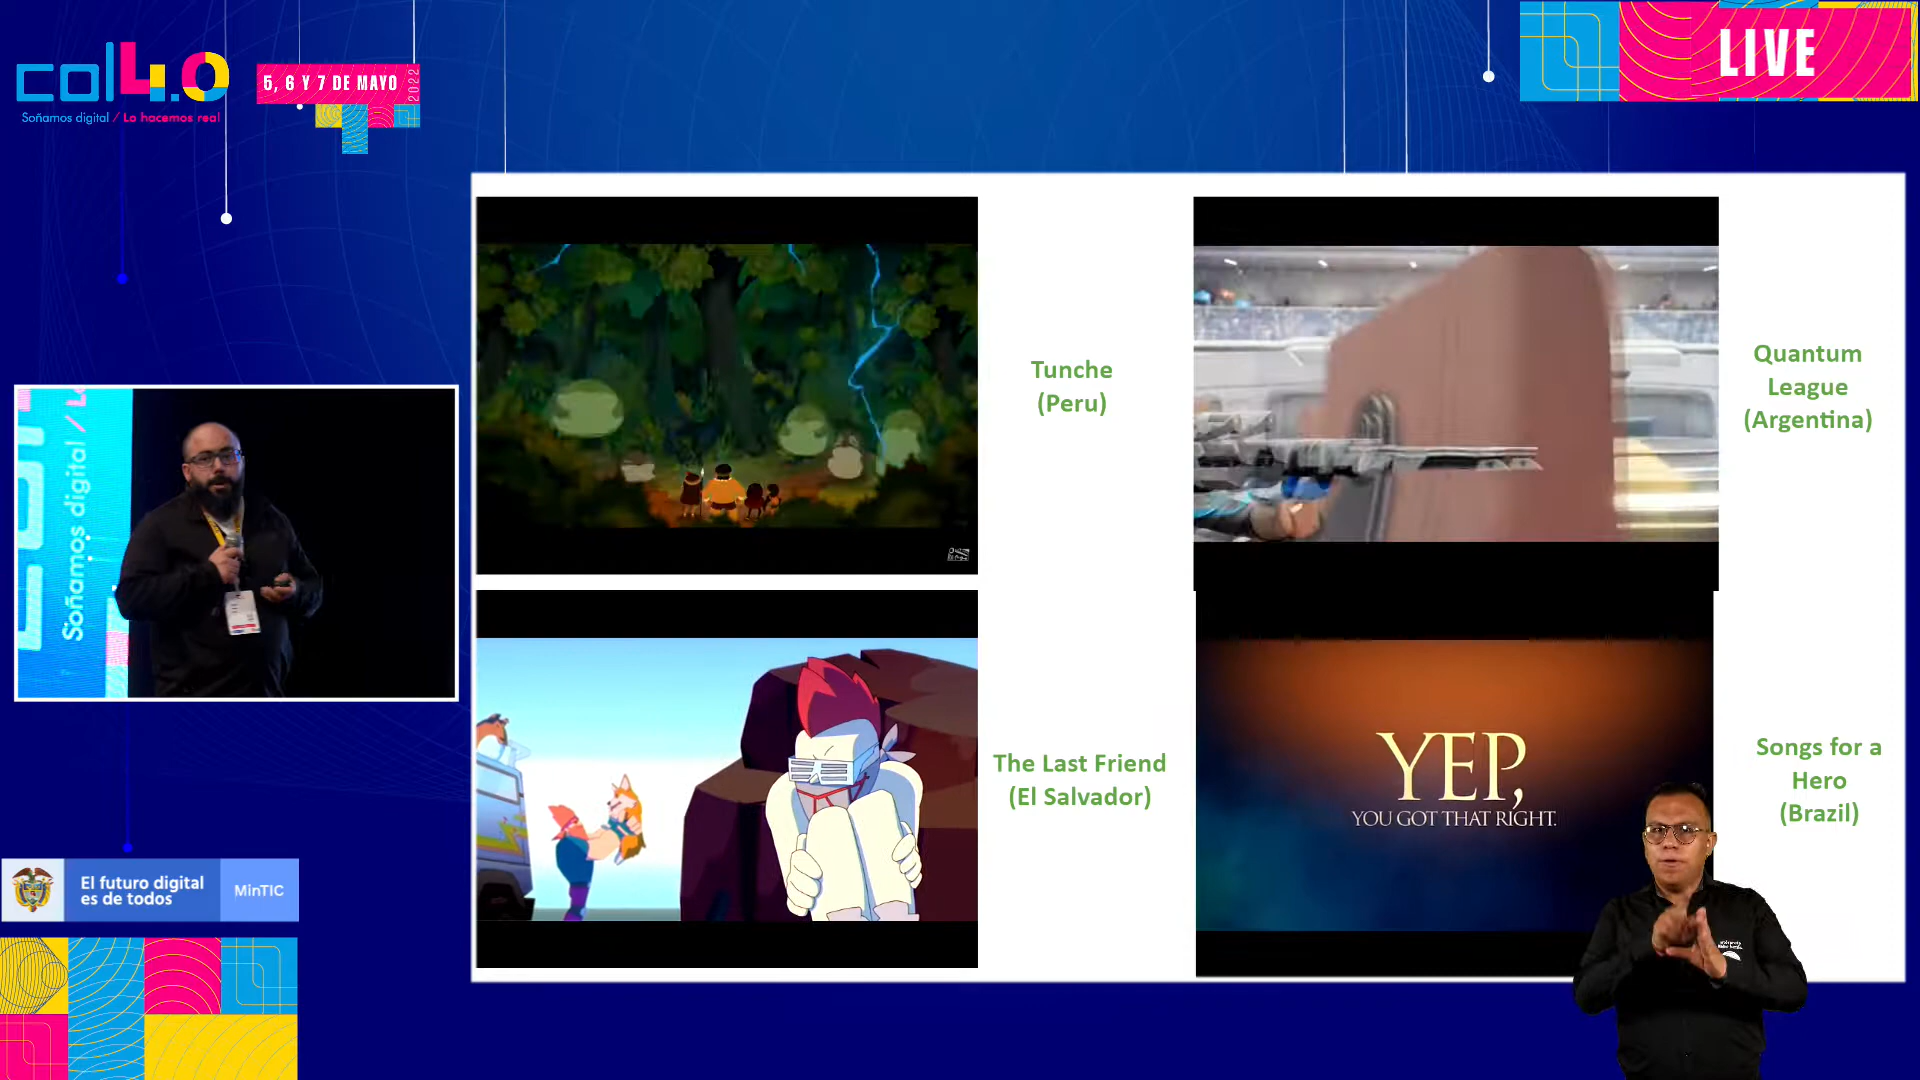 col4.0
Soñamos digital / Lo hacemos real
5, 6 Y 7 DE MAYO
2022
LIVE
Soñamos digital / Lo
Tunche
(Peru)
Quantum
League
(Argentina)
The Last Friend
(El Salvador)
YEP,
YOU GOT THAT RIGHT.
Songs for a
Hero
(Brazil)
El futuro digital
es de todos
MinTIC